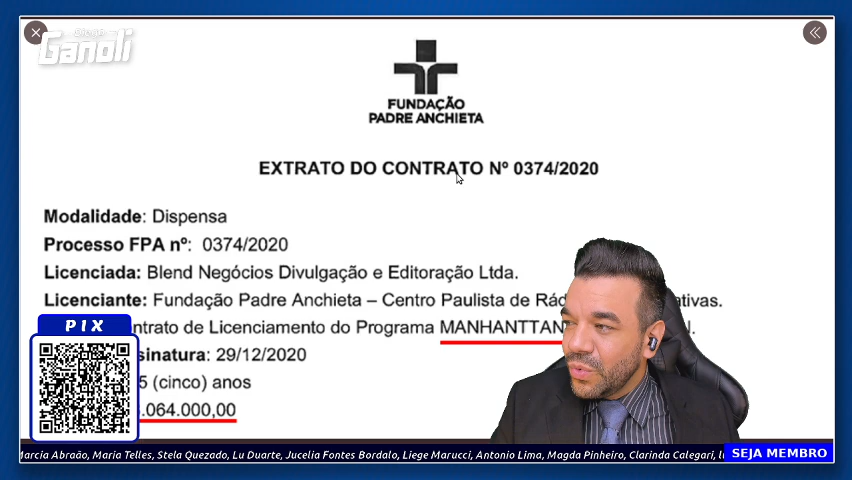 Ganoli
FUNDAÇÃO
PADRE ANCHIETA
EXTRATO DO CONTRATO Nº 0374/2020
Modalidade: Dispensa
Processo FPA nº: 0374/2020
Licenciada: Blend Negócios Divulgação e Editoração Ltda.
Licenciante: Fundação Padre Anchieta – Centro Paulista de Rád ativas.
ntrato de Licenciamento do Programa MANHANTTAN N.
PIX
sinatura: 29/12/2020
5 (cinco) anos
.064.000,00
Marcia Abraão, Maria Telles, Stela Quezado, Lu Duarte, Jucelia Fontes Bordalo, Liege Marucci, Antonio Lima, Magda Pinheiro, Clarinda Calegari,
SEJA MEMBRO